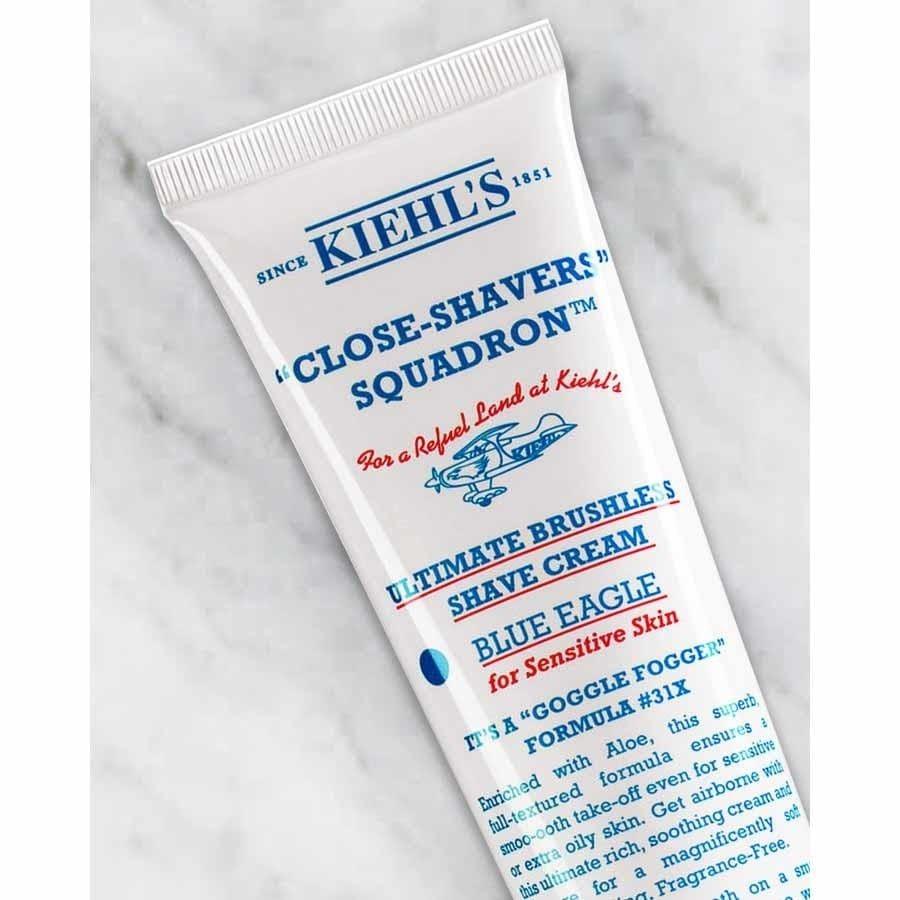 SINCE KIEHL'S 1851
"CLOSE-SHAVERS"
SQUADRON™
For a Refuel Land at Kiehl's
KIEHL'S
ULTIMATE BRUSHLESS
SHAVE CREAM
BLUE EAGLE
for Sensitive Skin
IT'S A "GOGGLE FOGGER"
FORMULA #31X
Enriched with Aloe, this superb,
full-textured formula ensures a
smoo-ooth take-off even for sensitive
or extra oily skin. Get airborne with
this ultimate rich, soothing cream and
for a magnificently soft
Fragrance-Free.
on a